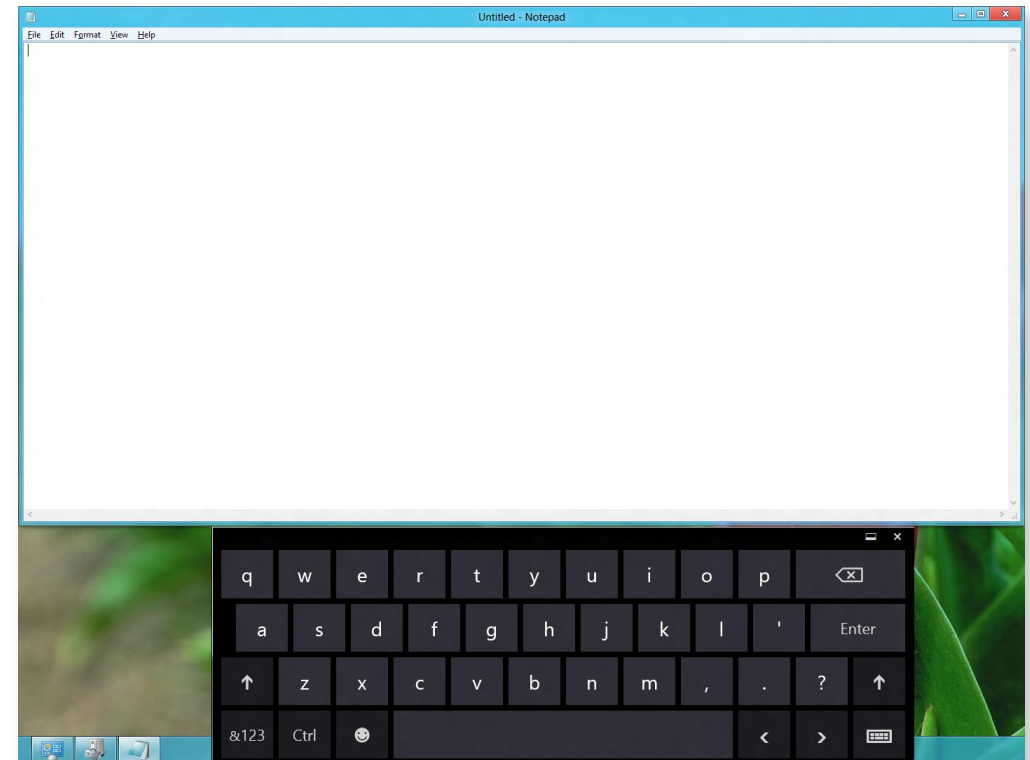 Untitled - Notepad
File Edit Format View Help
q w e r t y u i o p
a s d f g h j k l ' Enter
z x c v b n m , . ?
&123 Ctrl